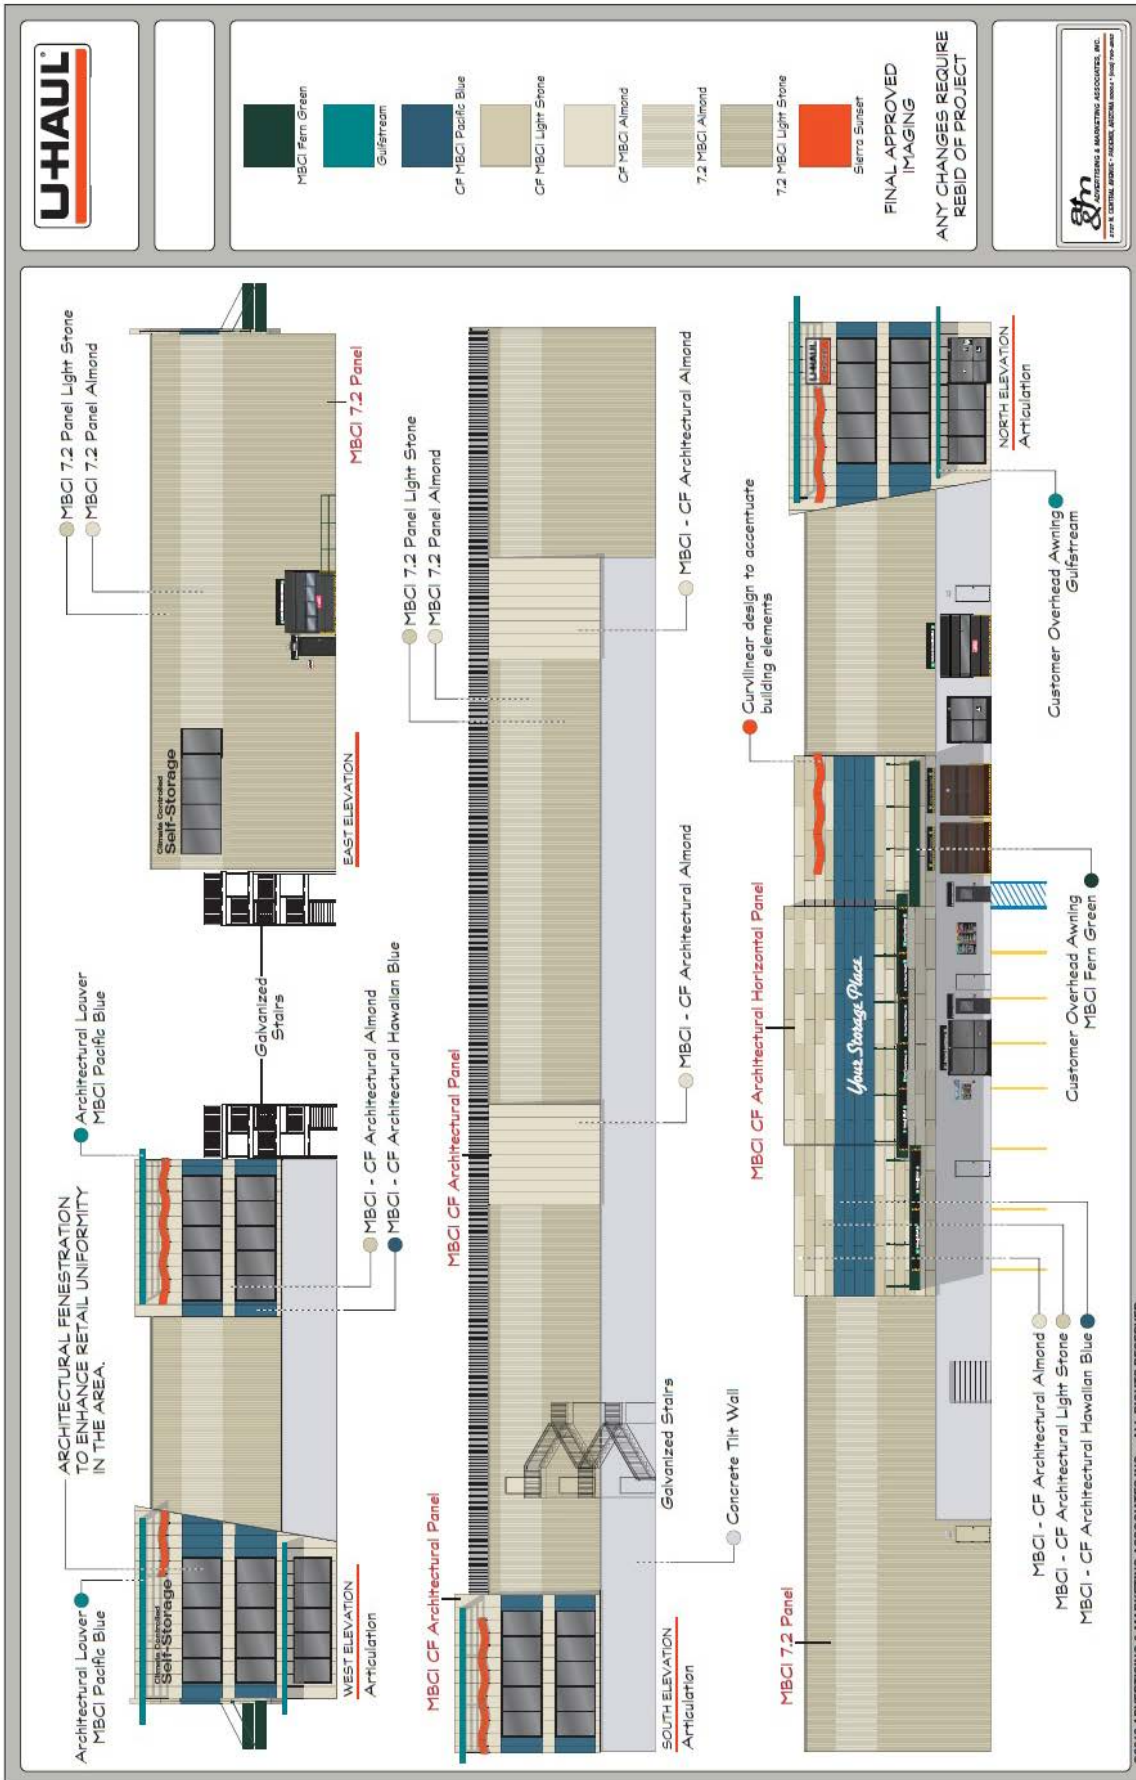 Architectural Louver
MBCI Pacific Blue
ARCHITECTURAL FENESTRATION
TO ENHANCE RETAIL UNIFORMITY
IN THE AREA.
Architectural Louver
MBCI Pacific Blue
Climate Controlled
Self-Storage
WEST ELEVATION
Articulation
MBCI - CF Architectural Almond
MBCI - CF Architectural Hawaiian Blue
Galvanized
Stairs
Climate Controlled
Self-Storage
EAST ELEVATION
MBCI 7.2 Panel Light Stone
MBCI 7.2 Panel Almond
MBCI 7.2 Panel
MBCI CF Architectural Panel
SOUTH ELEVATION
Articulation
Galvanized Stairs
Concrete Tilt Wall
MBCI CF Architectural Panel
MBCI - CF Architectural Almond
MBCI 7.2 Panel Light Stone
MBCI 7.2 Panel Almond
MBCI - CF Architectural Almond
MBCI 7.2 Panel
MBCI CF Architectural Horizontal Panel
Curvilinear design to accentuate
building elements
Your Storage Place
U-HAUL
MBCI - CF Architectural Almond
MBCI - CF Architectural Light Stone
MBCI - CF Architectural Hawaiian Blue
Customer Overhead Awning
MBCI Fern Green
Customer Overhead Awning
Gulfstream
NORTH ELEVATION
Articulation
U-HAUL
MBCI Fern Green
Gulfstream
CF MBCI Pacific Blue
CF MBCI Light Stone
CF MBCI Almond
7.2 MBCI Almond
7.2 MBCI Light Stone
Sierra Sunset
FINAL APPROVED
IMAGING
ANY CHANGES REQUIRE
REBID OF PROJECT
a&m
ADVERTISING & MARKETING ASSOCIATES, INC.